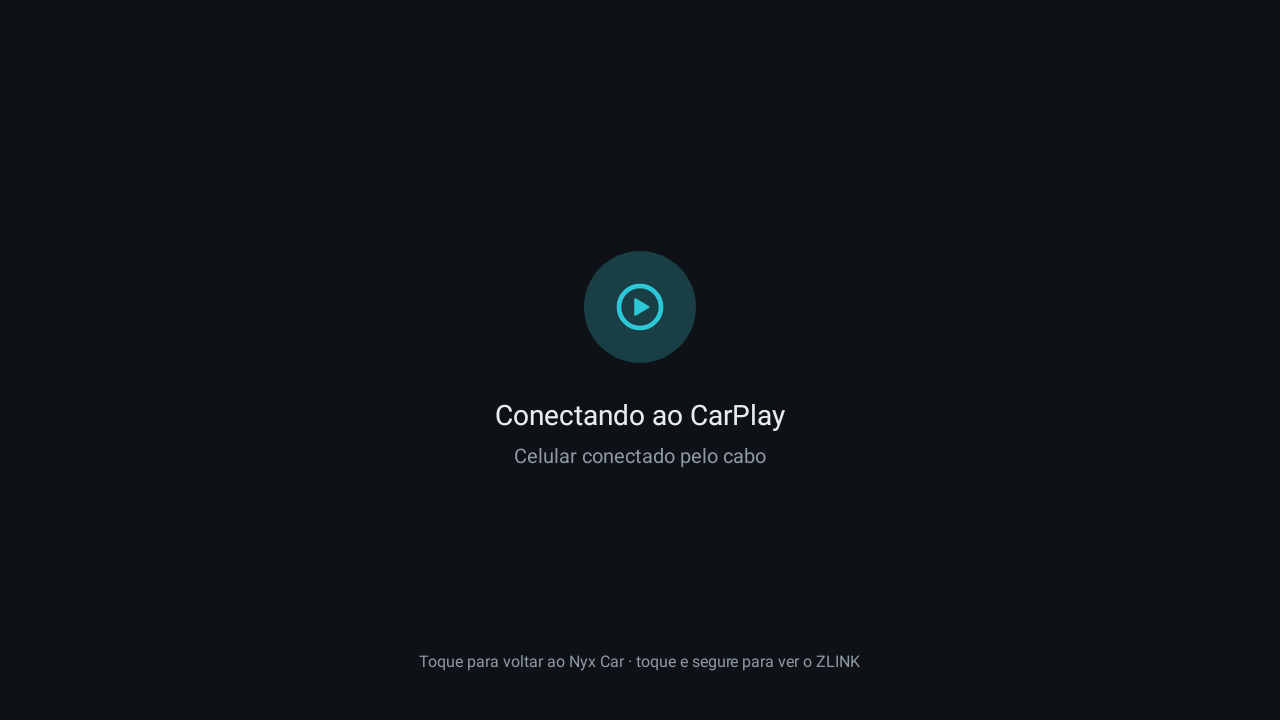 Conectando ao CarPlay
Celular conectado pelo cabo
Toque para voltar ao Nyx Car · toque e segure para ver o ZLINK